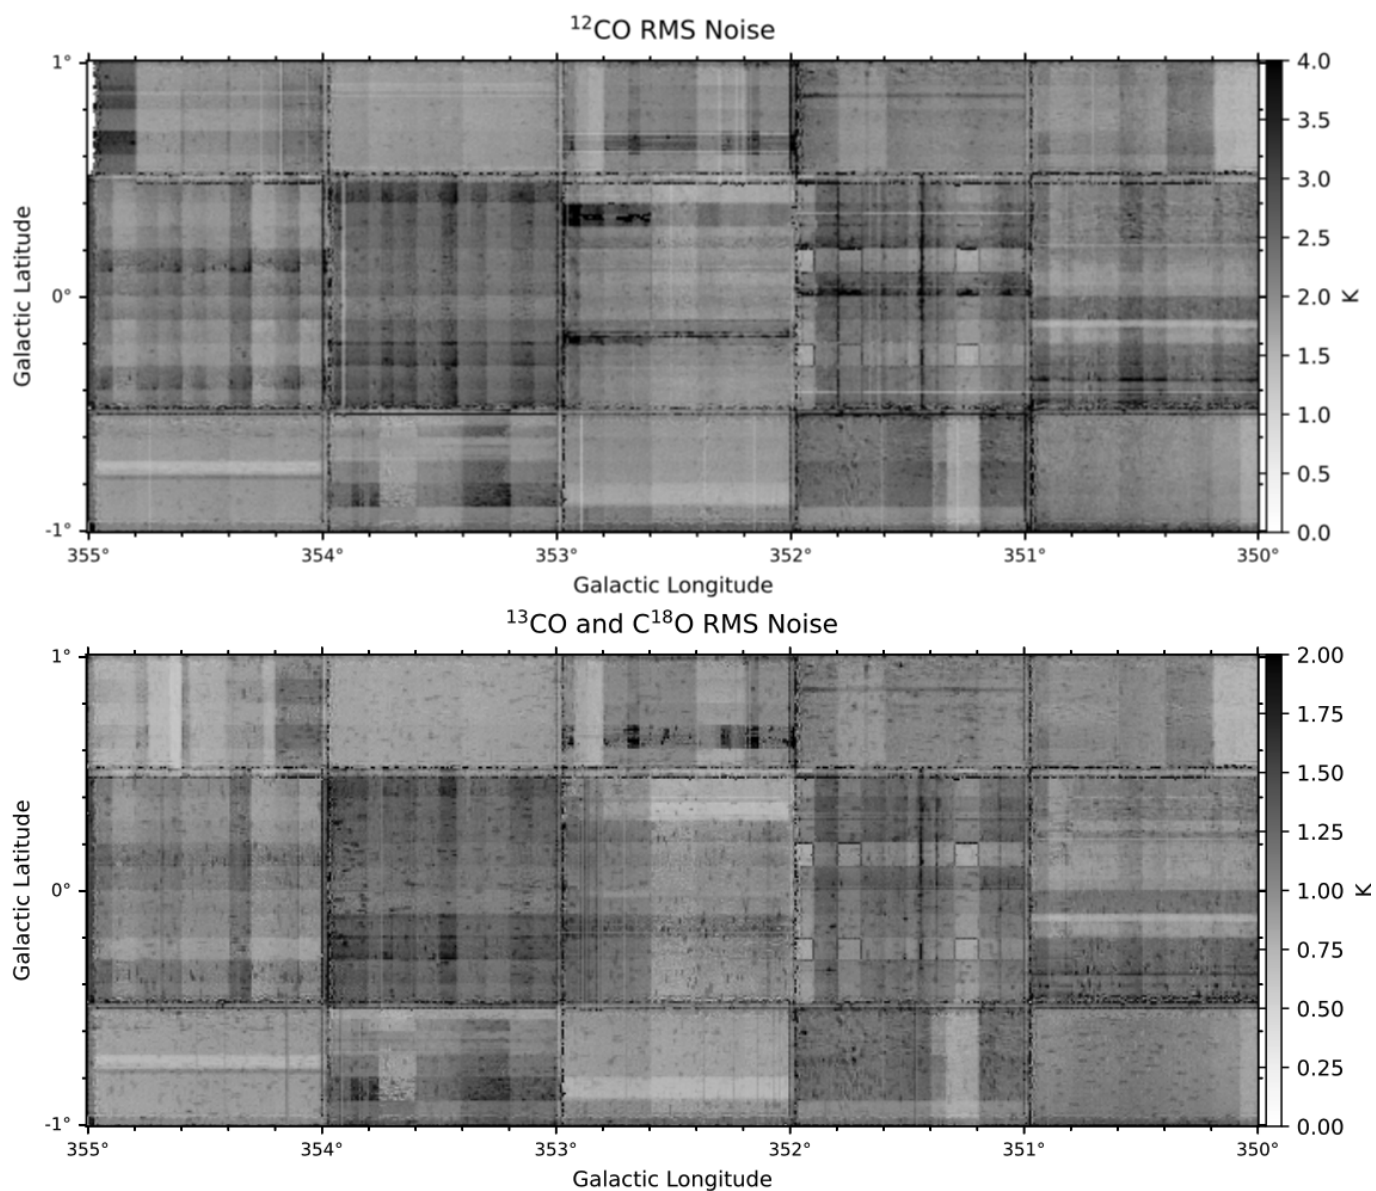 ¹²CO RMS Noise
1°
0°
-1°
Galactic Latitude
355° 354° 353° 352° 351° 350°
Galactic Longitude
4.0
3.5
3.0
2.5
2.0
1.5
1.0
0.5
0.0
K
¹³CO and C¹⁸O RMS Noise
1°
0°
-1°
Galactic Latitude
355° 354° 353° 352° 351° 350°
Galactic Longitude
2.00
1.75
1.50
1.25
1.00
0.75
0.50
0.25
0.00
K